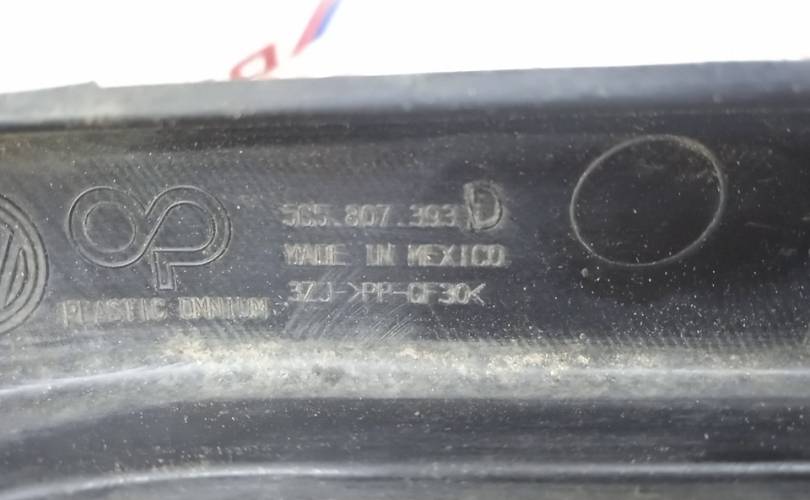 5G5.807.393 D
MADE IN MEXICO
PLASTIC OMNIUM
3ZJ->PP-GF30<